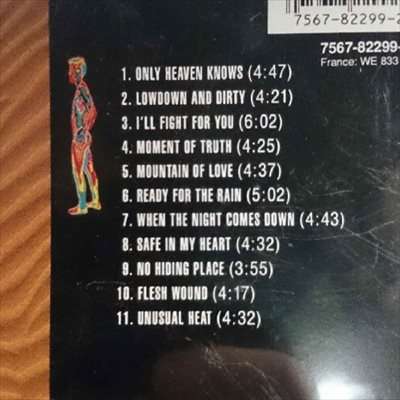 7567-82299-2
7567-82299-
France: WE 833
1. ONLY HEAVEN KNOWS (4:47)
2. LOWDOWN AND DIRTY (4:21)
3. I'LL FIGHT FOR YOU (6:02)
4. MOMENT OF TRUTH (4:25)
5. MOUNTAIN OF LOVE (4:37)
6. READY FOR THE RAIN (5:02)
7. WHEN THE NIGHT COMES DOWN (4:43)
8. SAFE IN MY HEART (4:32)
9. NO HIDING PLACE (3:55)
10. FLESH WOUND (4:17)
11. UNUSUAL HEAT (4:32)